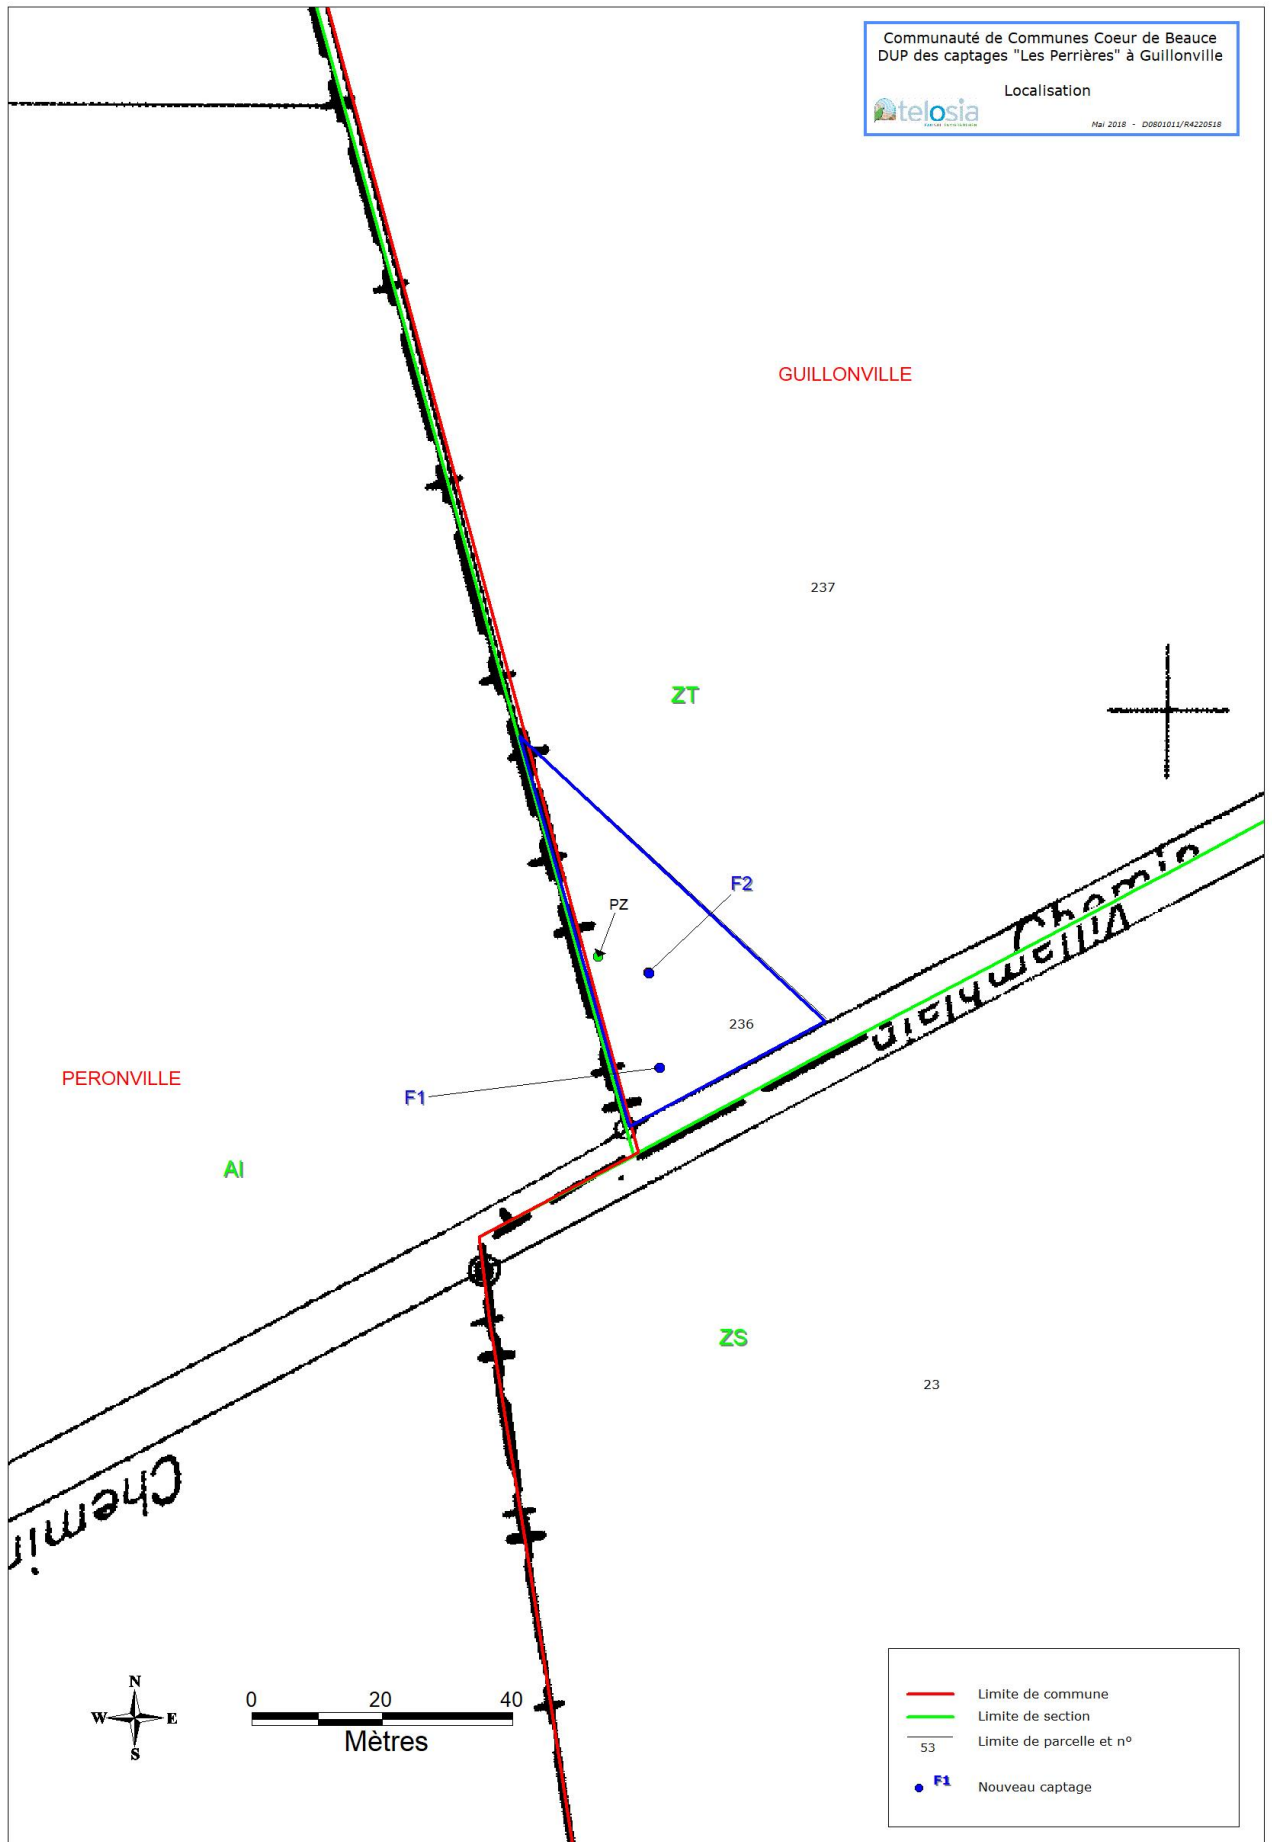 Communauté de Communes Coeur de Beauce
DUP des captages "Les Perrières" à Guillonville
Localisation
telosia
Mai 2018 - D0801011/R4220518
GUILLONVILLE
237
ZT
F2
PZ
Chemin
Villamblain
236
PERONVILLE
F1
AI
ZS
23
Chemin
N
W E
S
0 20 40
Mètres
Limite de commune
Limite de section
53 Limite de parcelle et n°
F1 Nouveau captage